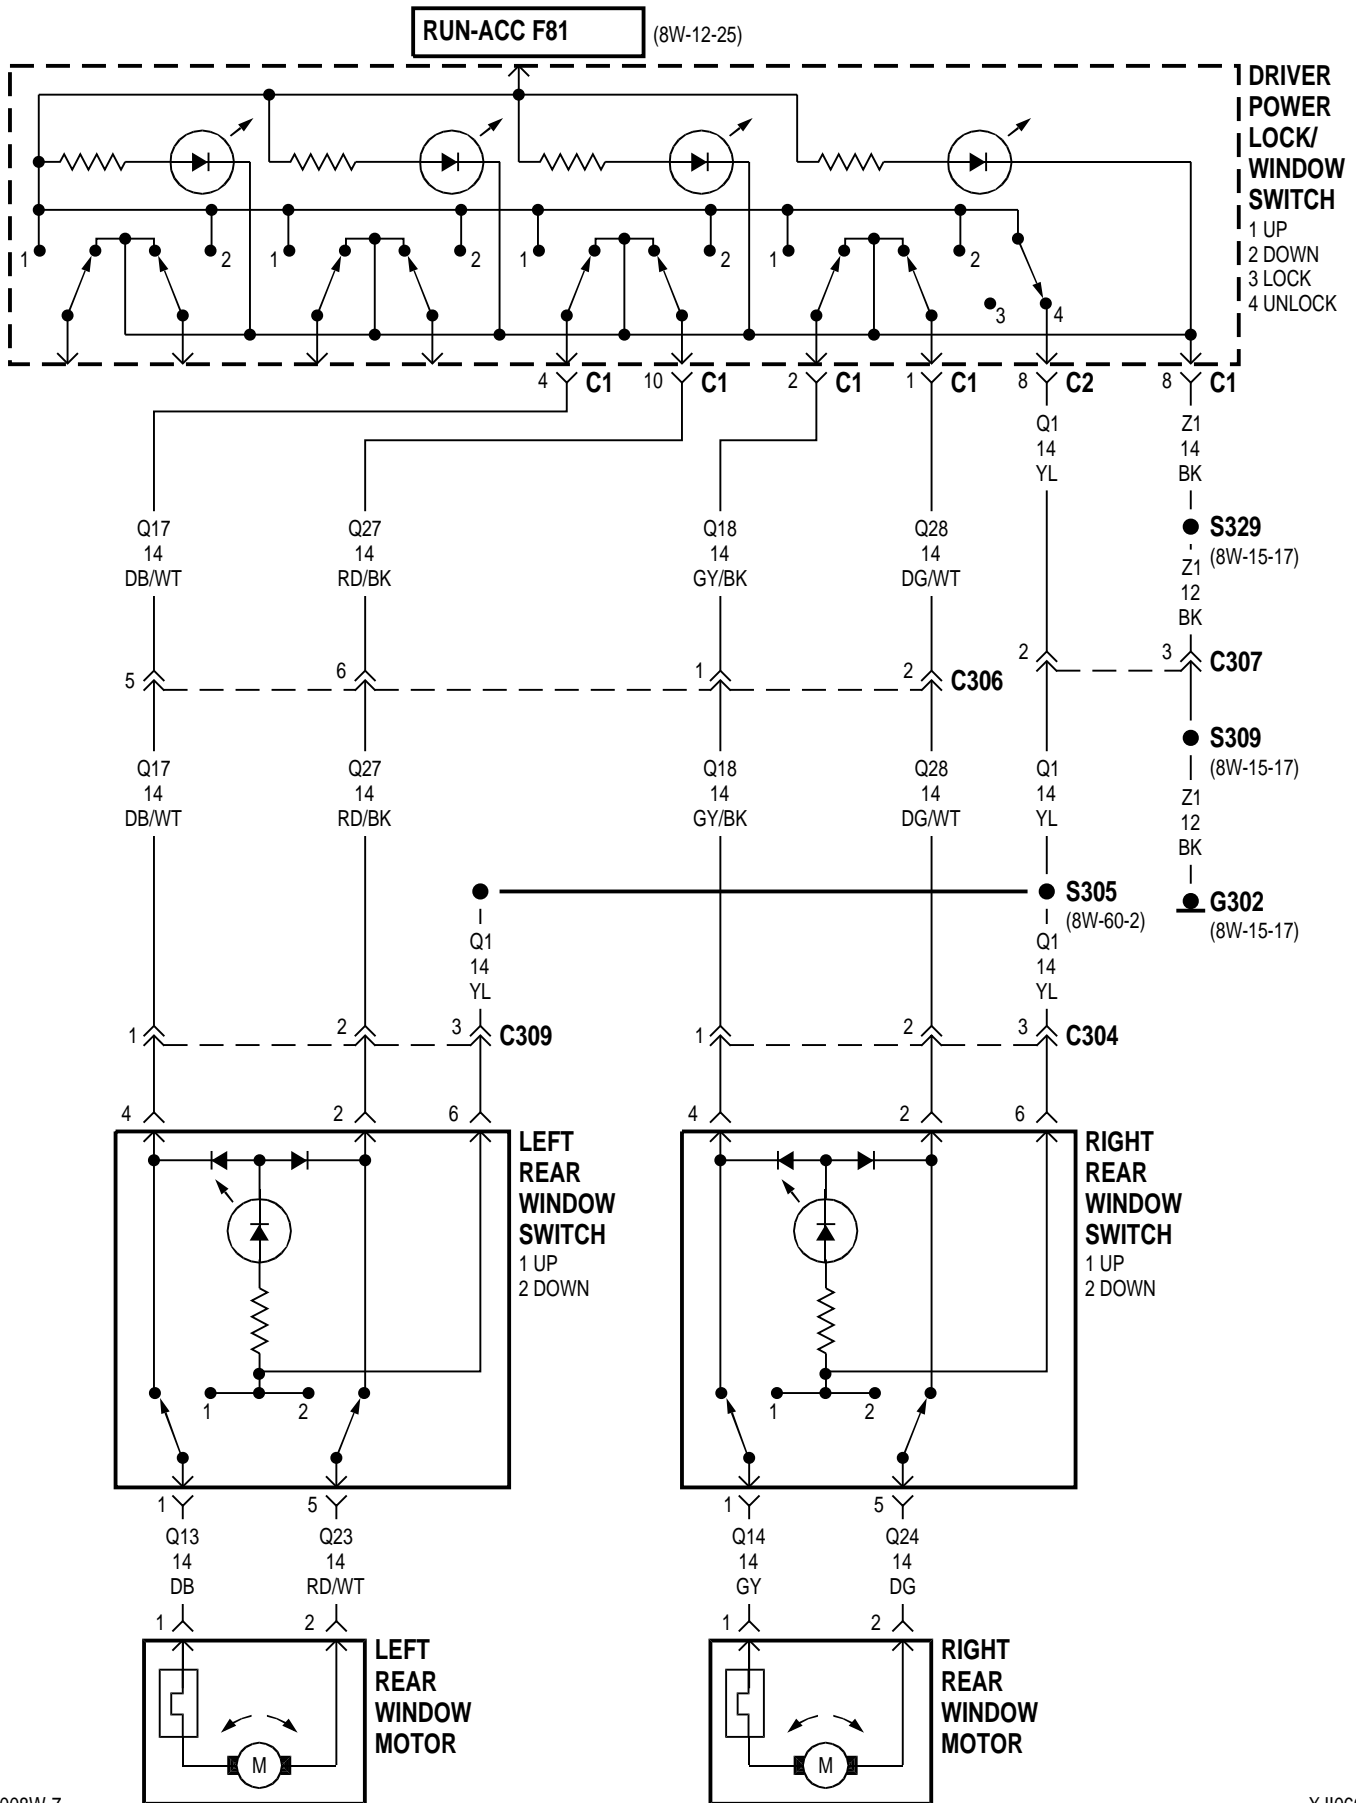 RUN-ACC F81 (8W-12-25)
DRIVER
POWER
LOCK/
WINDOW
SWITCH
1 UP
2 DOWN
3 LOCK
4 UNLOCK
1 2 1 2 1 2 1 2
3 4
4 C1 10 C1 2 C1 1 C1 8 C2 8 C1
Q1 Z1
14 14
YL BK
Q17 Q27 Q18 Q28 S329
14 14 14 14 (8W-15-17)
DB/WT RD/BK GY/BK DG/WT
Z1
12
BK
2 3 C307
5 6 1 2 C306
S309
(8W-15-17)
Q17 Q27 Q18 Q28 Q1
14 14 14 14 14
DB/WT RD/BK GY/BK DG/WT YL
Z1
12
BK
S305 G302
(8W-60-2) (8W-15-17)
Q1 Q1
14 14
YL YL
1 2 3 C309 1 2 3 C304
4 2 6 4 2 6
LEFT
REAR
WINDOW
SWITCH
1 UP
2 DOWN
RIGHT
REAR
WINDOW
SWITCH
1 UP
2 DOWN
1 2 1 2
1 5 1 5
Q13 Q23 Q14 Q24
14 14 14 14
DB RD/WT GY DG
1 2 1 2
LEFT
REAR
WINDOW
MOTOR
RIGHT
REAR
WINDOW
MOTOR
M M